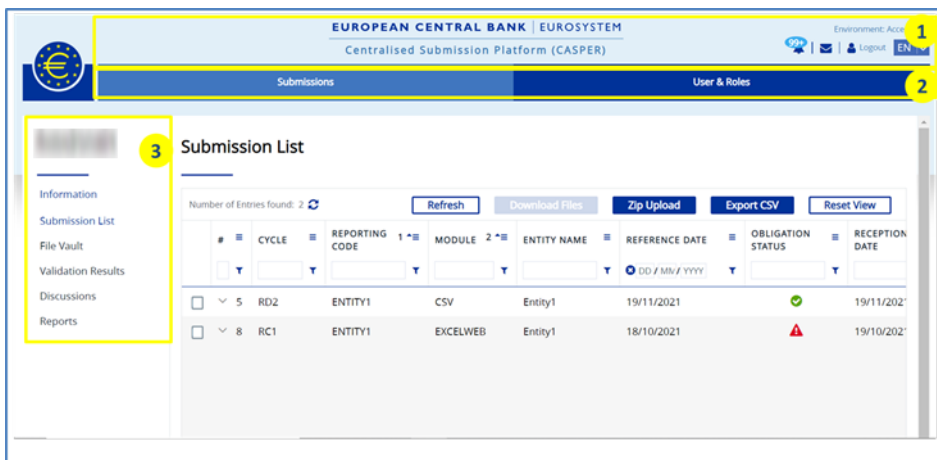 EUROPEAN CENTRAL BANK | EUROSYSTEM
Centralised Submission Platform (CASPER)
Environment:
1
99+ | | Logout EN
Submissions User & Roles
2
3
Submission List
Information
Submission List
File Vault
Validation Results
Discussions
Reports
Number of Entries found: 2 Refresh Download Files Zip Upload Export CSV Reset View
# CYCLE REPORTING CODE 1 MODULE 2 ENTITY NAME REFERENCE DATE OBLIGATION STATUS RECEPTION DATE
DD / MM / YYYY
5 RD2 ENTITY1 CSV Entity1 19/11/2021 19/11/202
8 RC1 ENTITY1 EXCELWEB Entity1 18/10/2021 19/10/202